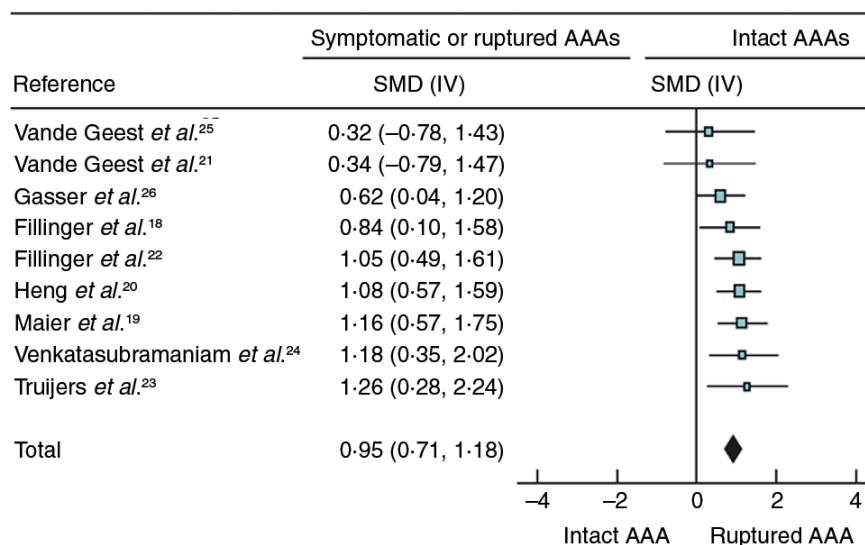 Symptomatic or ruptured AAAs Intact AAAs
Reference SMD (IV) SMD (IV)
Vande Geest et al.²⁵ 0·32 (–0·78, 1·43)
Vande Geest et al.²¹ 0·34 (–0·79, 1·47)
Gasser et al.²⁶ 0·62 (0·04, 1·20)
Fillinger et al.¹⁸ 0·84 (0·10, 1·58)
Fillinger et al.²² 1·05 (0·49, 1·61)
Heng et al.²⁰ 1·08 (0·57, 1·59)
Maier et al.¹⁹ 1·16 (0·57, 1·75)
Venkatasubramaniam et al.²⁴ 1·18 (0·35, 2·02)
Truijers et al.²³ 1·26 (0·28, 2·24)
Total 0·95 (0·71, 1·18)
–4 –2 0 2 4
Intact AAA Ruptured AAA